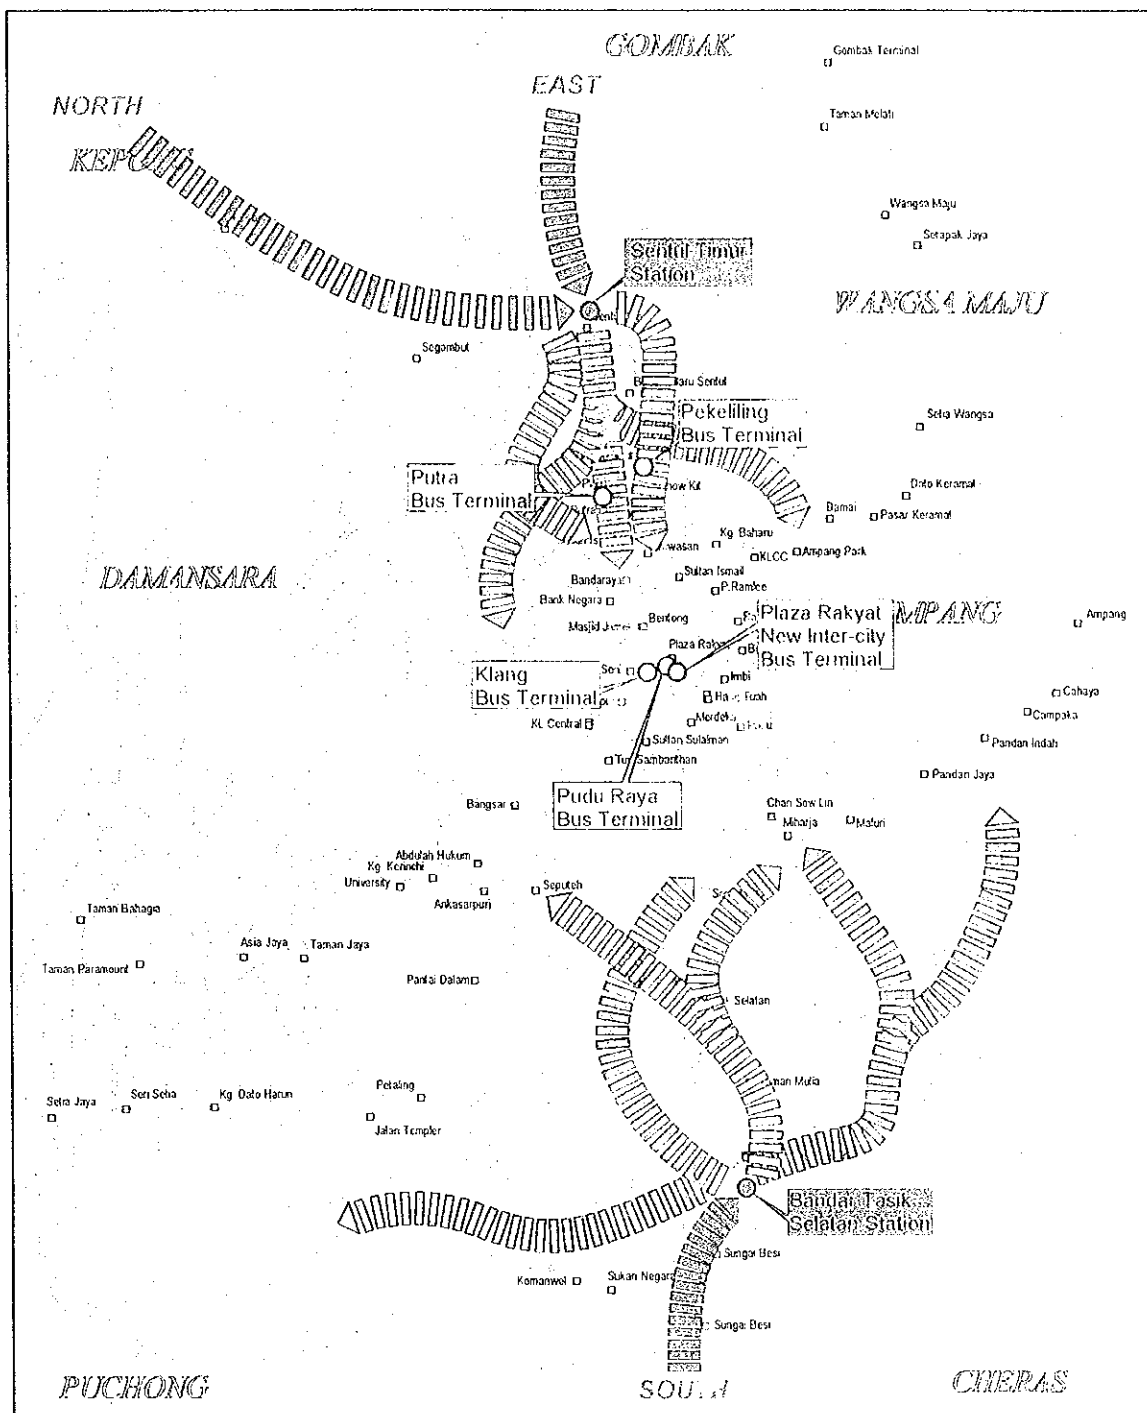 GOMBAK
Gombak Terminal
EAST
NORTH
Taman Melati
Wangsa Maju
Setapak Jaya
Sentul Timur
Station
WANGSA MAJU
Segambut
Pekeliling
Bus Terminal
Setia Wangsa
Putra
Bus Terminal
Dato Keramat
Damai
Pasar Keramat
Kg. Baharu
KLCC
Ampang Park
DAMANSARA
Bandaraya
Sultan Ismail
P.Ramlee
Bank Negara
Plaza Rakyat
New Inter-city
Bus Terminal
Ampang
Masjid Jamek
Bentong
Klang
Bus Terminal
Imbi
Hang Tuah
Cahaya
Campaka
KL Central
Merdeka
Sultan Sulaiman
Pandan Indah
Tun Sambanthan
Pandan Jaya
Pudu Raya
Bus Terminal
Bangsar
Chan Sow Lin
Miharja
Maluri
Abdulah Hukum
Kg. Kerinchi
University
Ankasarpuri
Seputeh
Taman Bahagia
Asia Jaya
Taman Jaya
Taman Paramount
Pantai Dalam
Selatan
Petaling
Setia Jaya
Seri Setia
Kg. Dato Harun
Jalan Templer
Bandar Tasik
Selatan Station
Sungai Besi
Komanwel
Sukan Negara
Sungai Besi
PUCHONG
SOUTH
CHERAS